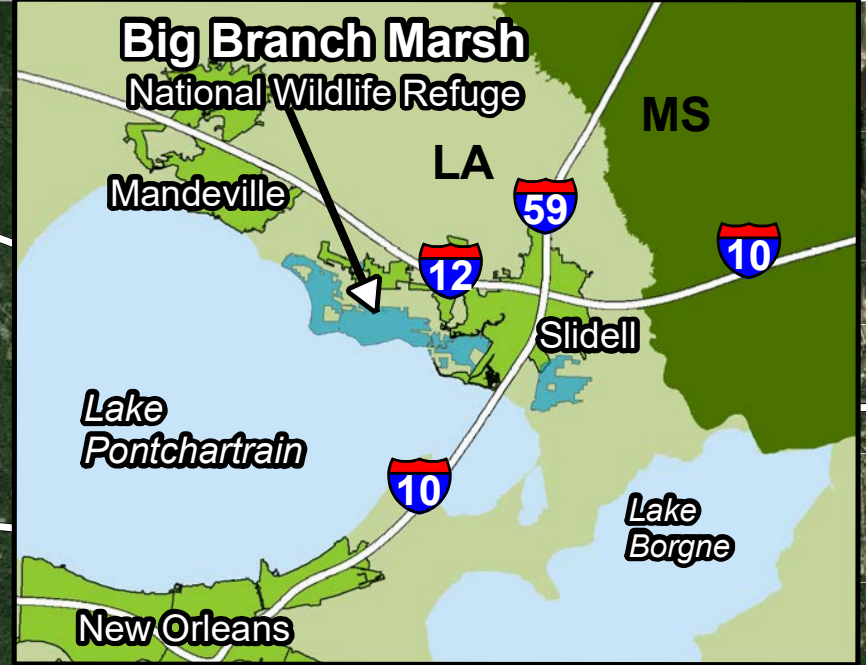 Big Branch Marsh
National Wildlife Refuge
MS
LA
Mandeville
59
10
12
Slidell
Lake
Pontchartrain
10
Lake
Borgne
New Orleans